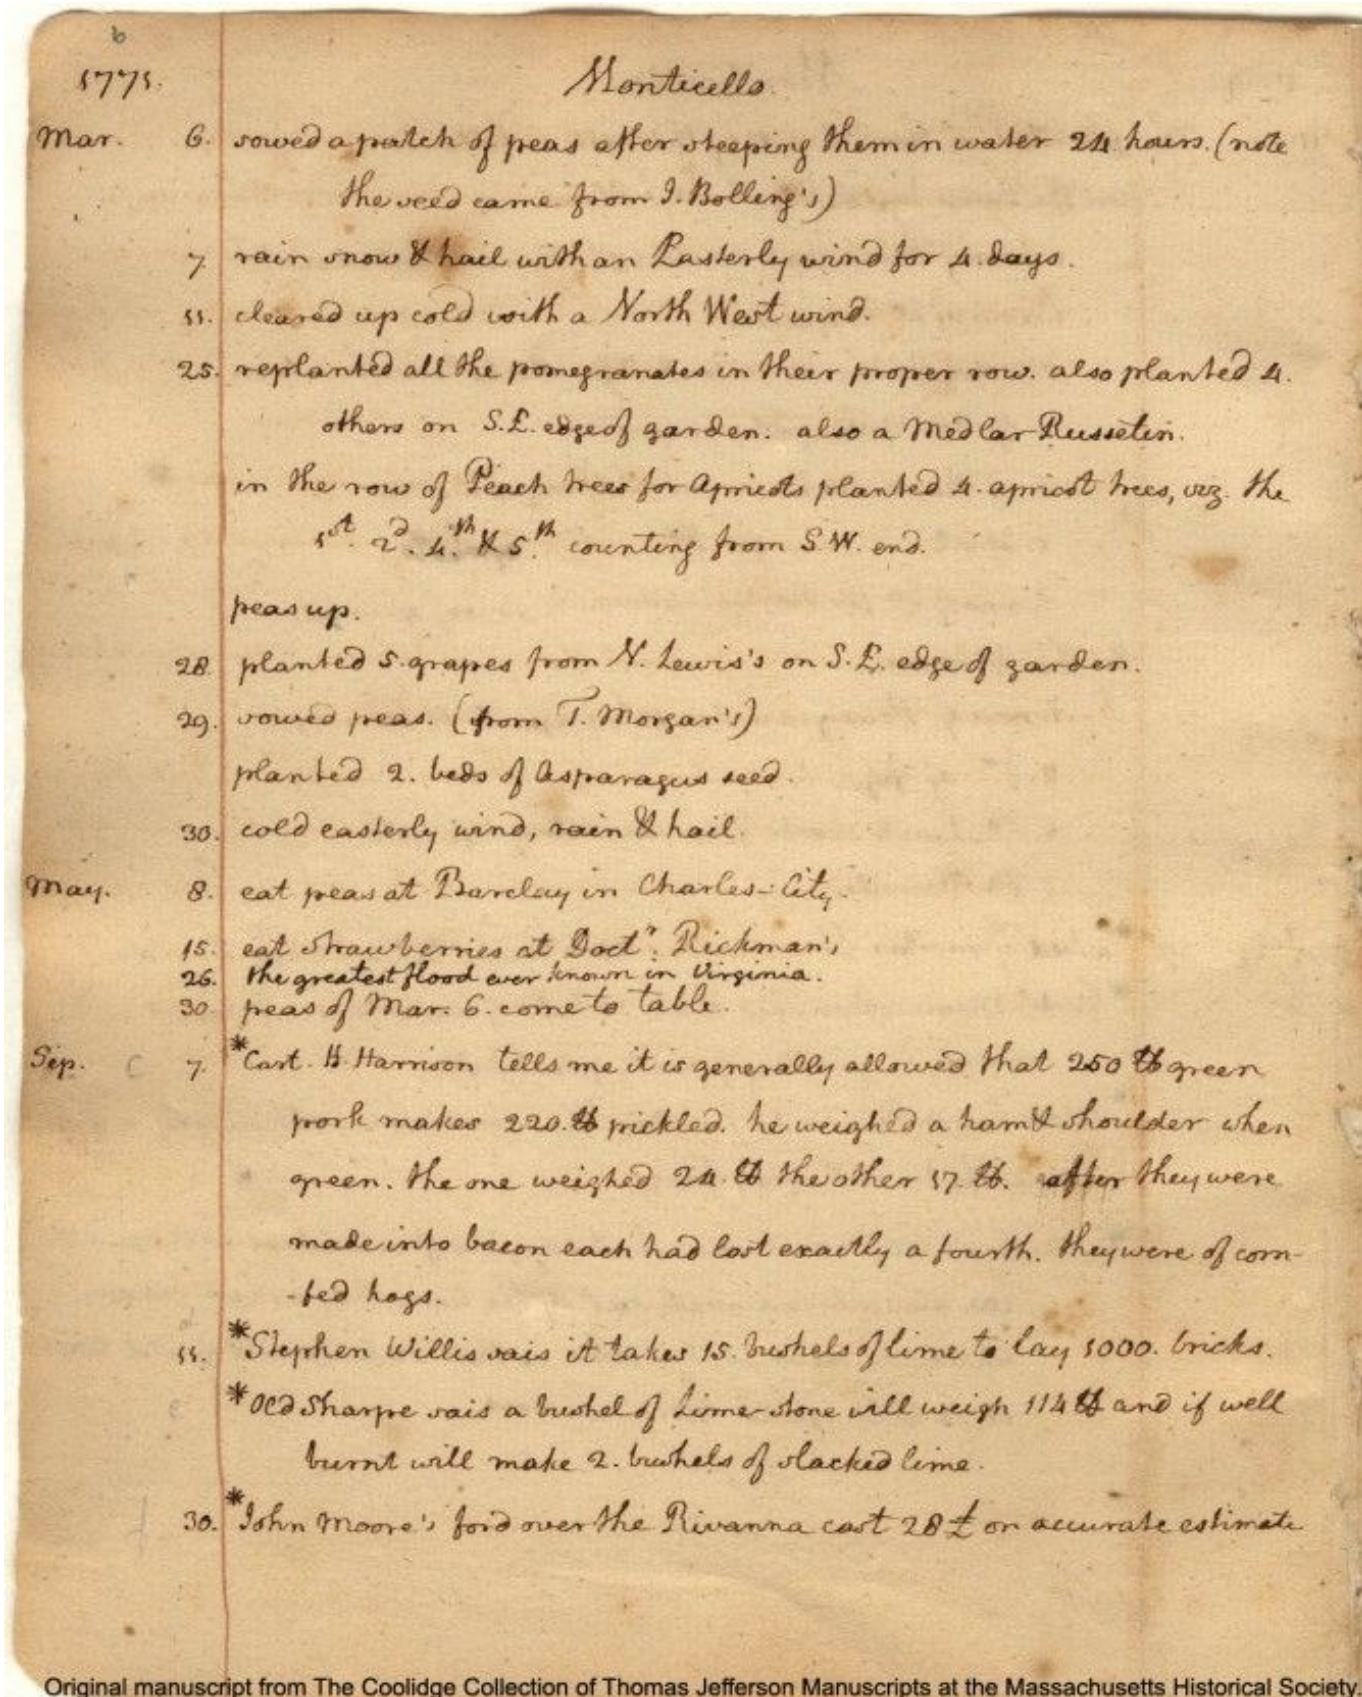 6
1771. Monticello.
Mar. 6. sowed a patch of peas after steeping them in water 24 hours. (note
the seed came from I. Bolling's)
7. rain snow & hail with an Easterly wind for 4. days.
11. cleared up cold with a North West wind.
25. replanted all the pomegranates in their proper row. also planted 4.
others on S.E. edge of garden. also a Medlar Russetin.
in the row of Peach trees for Apricots planted 4. apricot trees, viz. the
1st. 2d. 4.th & 5.th counting from S.W. end.
peas up.
28. planted 5. grapes from N. Lewis's on S.E. edge of garden.
29. sowed peas. (from T. Morgan's)
planted 2. beds of Asparagus seed.
30. cold easterly wind, rain & hail.
May. 8. eat peas at Barclay in Charles-City.
15. eat strawberries at Doctr. Rickman's
26. the greatest flood ever known in Virginia.
30. peas of Mar. 6. come to table.
Sep. 7. *Cart. H. Harrison tells me it is generally allowed that 250 ℔ green
pork makes 220. ℔ pickled. he weighed a ham & shoulder when
green. the one weighed 24. ℔ the other 17. ℔. after they were
made into bacon each had lost exactly a fourth. they were of corn-
-fed hogs.
11. *Stephen Willis sais it takes 15. bushels of lime to lay 1000. bricks.
*Old Sharpe sais a bushel of Lime-stone will weigh 114 ℔ and if well
burnt will make 2. bushels of slacked lime.
30. *John Moore's ford over the Rivanna cost 28 £ on accurate estimate
Original manuscript from The Coolidge Collection of Thomas Jefferson Manuscripts at the Massachusetts Historical Society.